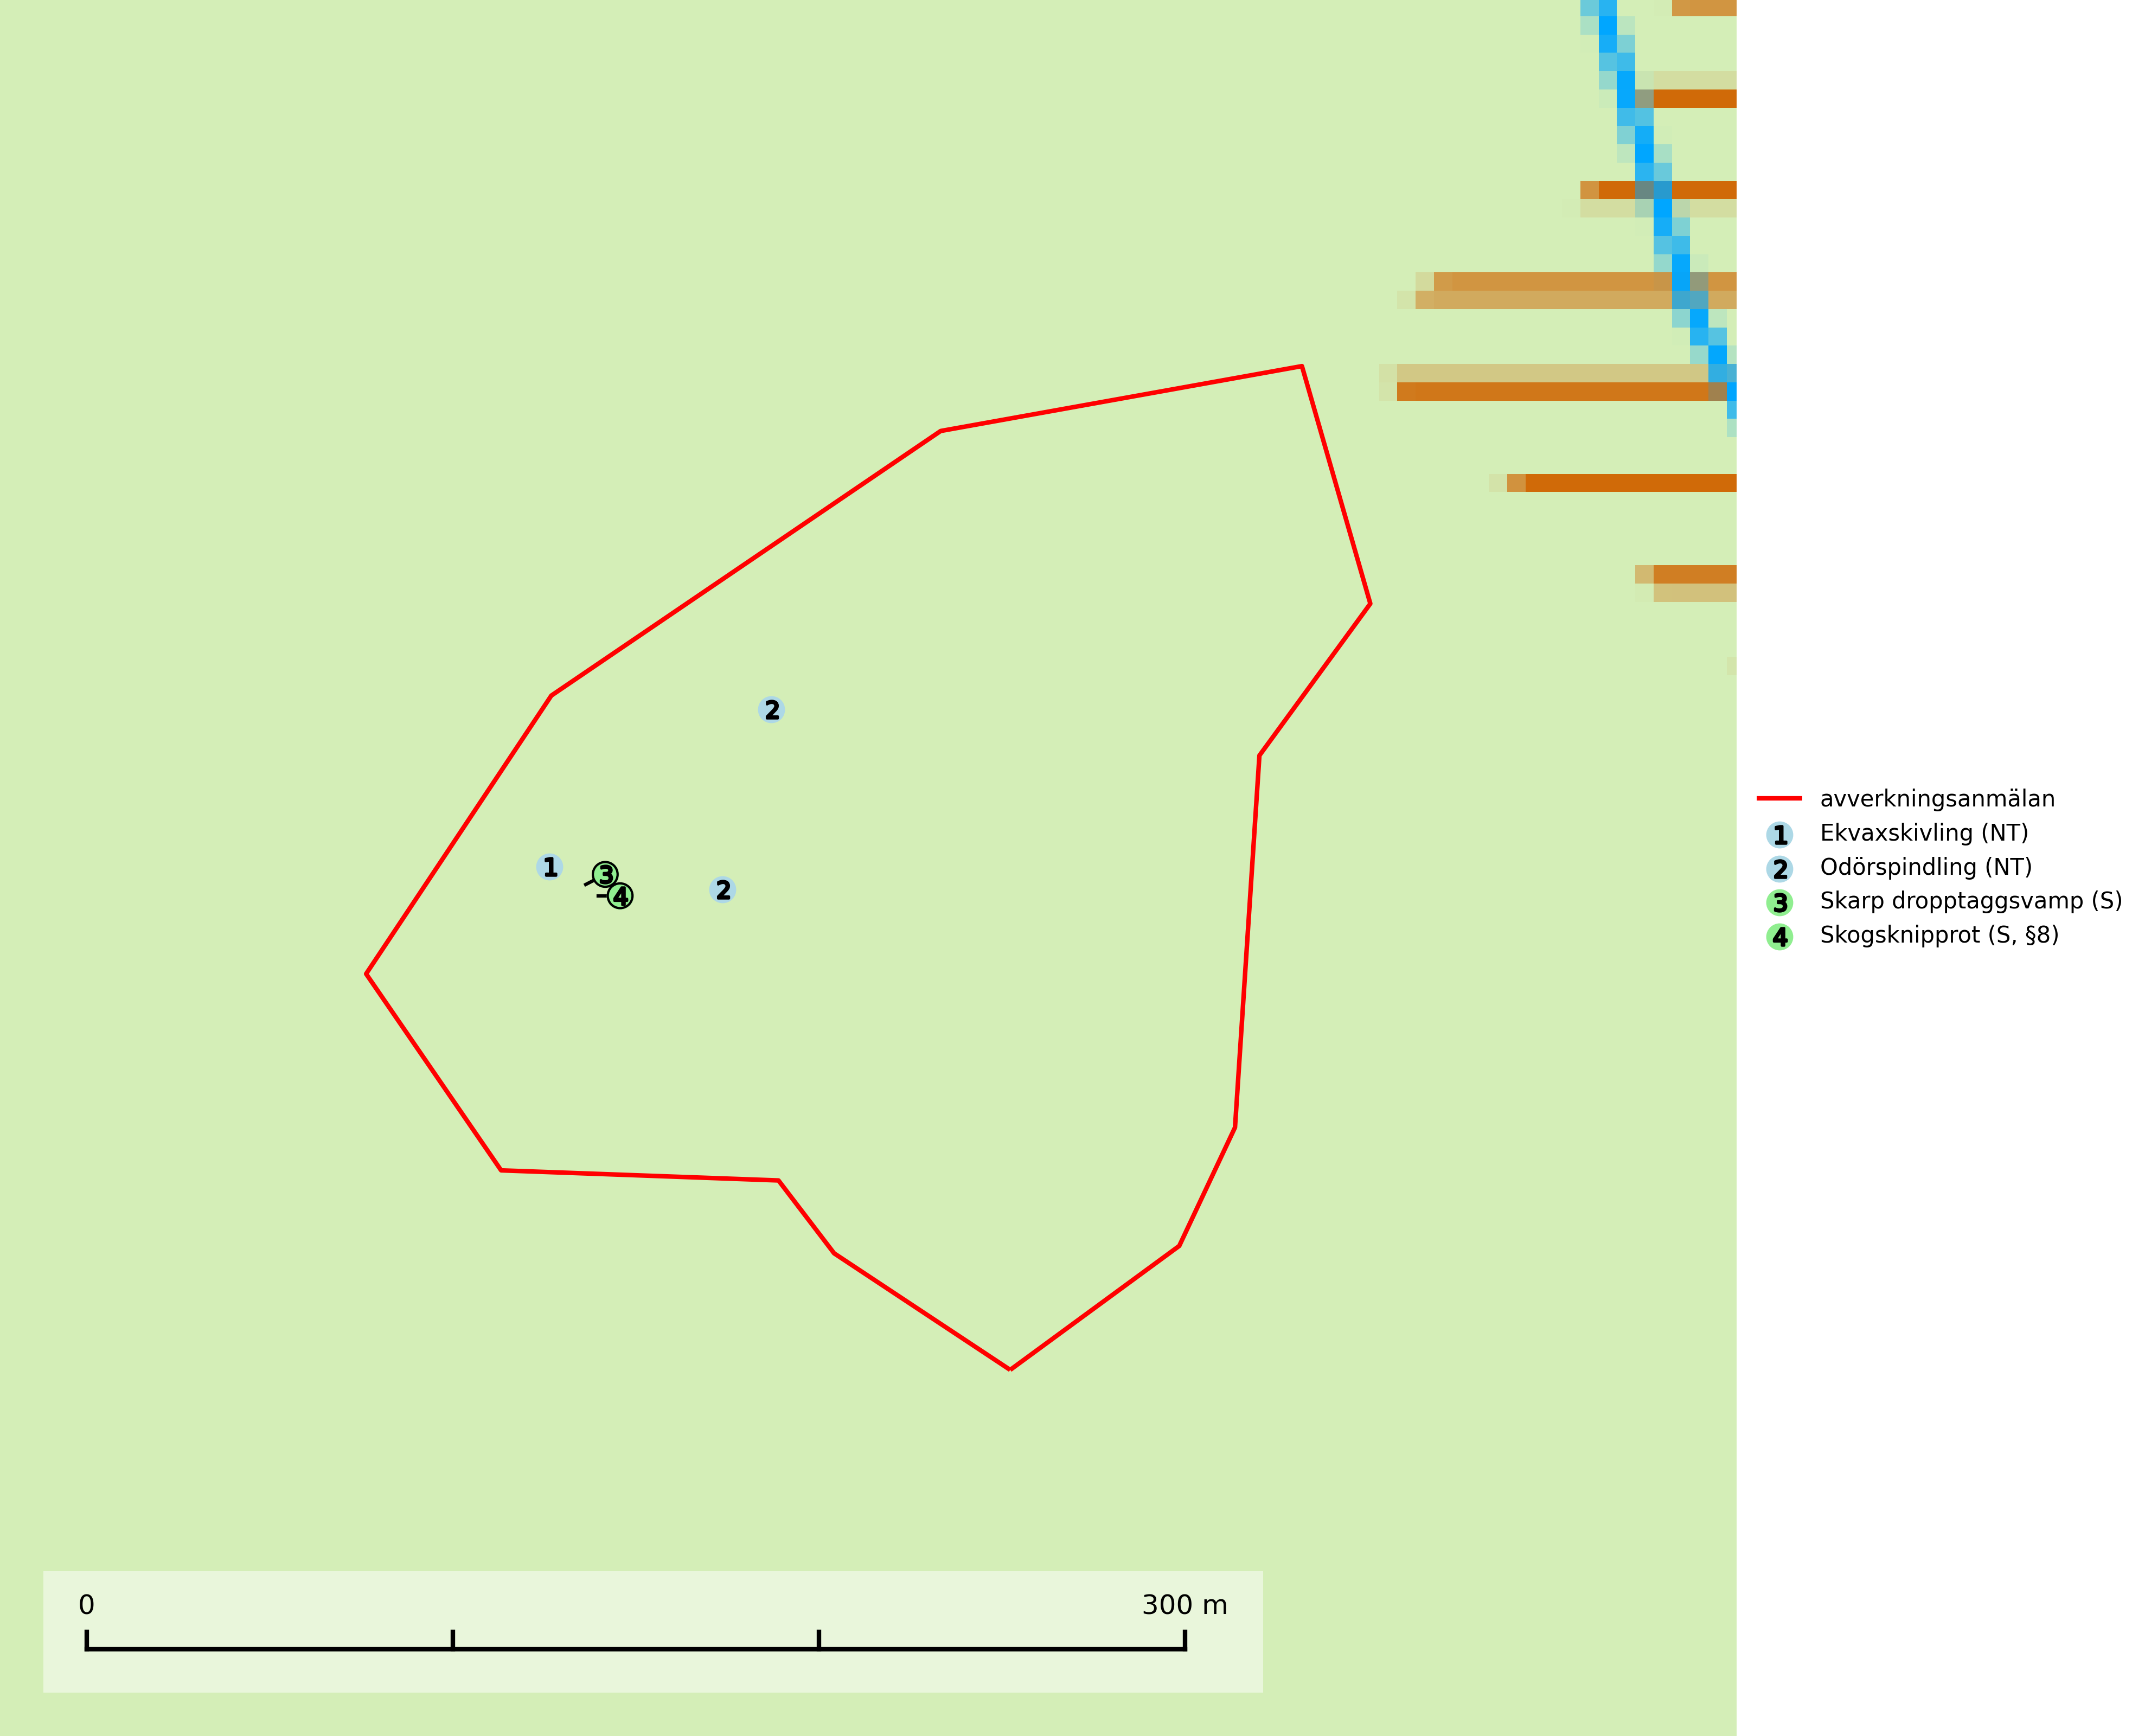 2
1
3
4
2
avverkningsanmälan
1 Ekvaxskivling (NT)
2 Odörspindling (NT)
3 Skarp dropptaggsvamp (S)
4 Skogsknipprot (S, §8)
0 300 m